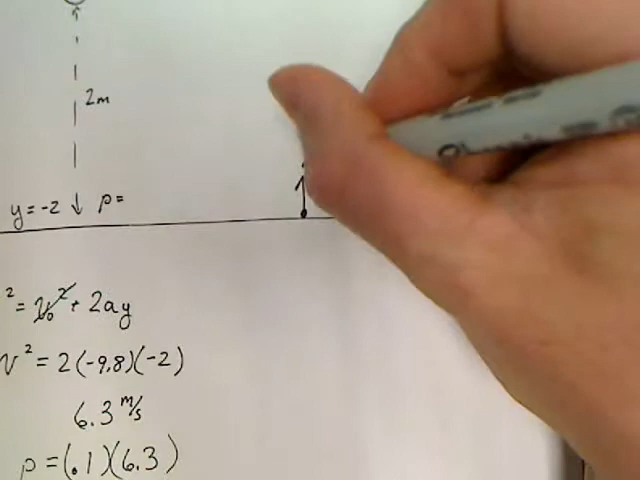 2m
y = -2 ↓ p =
² = v₀² + 2ay
v² = 2(-9.8)(-2)
6.3 m/s
p = (.1)(6.3)